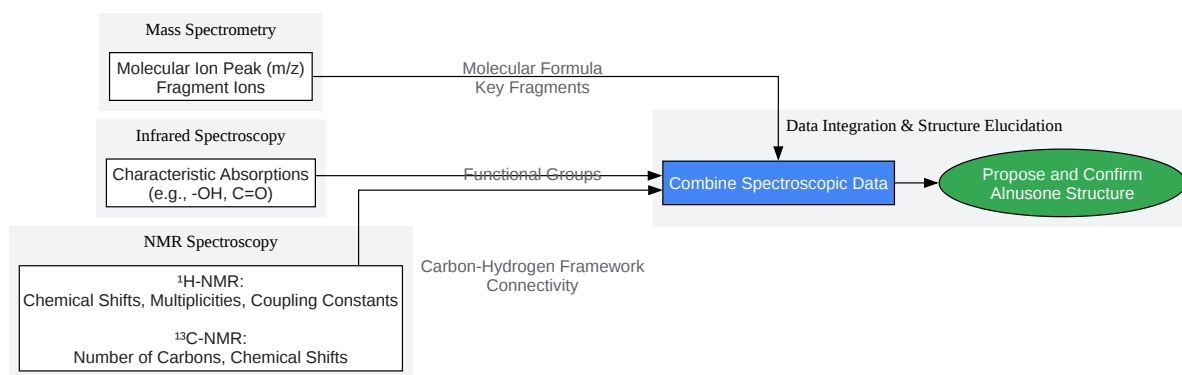 Mass Spectrometry
Molecular Ion Peak (m/z)
Fragment Ions
Molecular Formula
Key Fragments
Infrared Spectroscopy
Characteristic Absorptions
(e.g., -OH, C=O)
Functional Groups
NMR Spectroscopy
¹H-NMR:
Chemical Shifts, Multiplicities, Coupling Constants
¹³C-NMR:
Number of Carbons, Chemical Shifts
Carbon-Hydrogen Framework
Connectivity
Data Integration & Structure Elucidation
Combine Spectroscopic Data
Propose and Confirm
Alnusone Structure